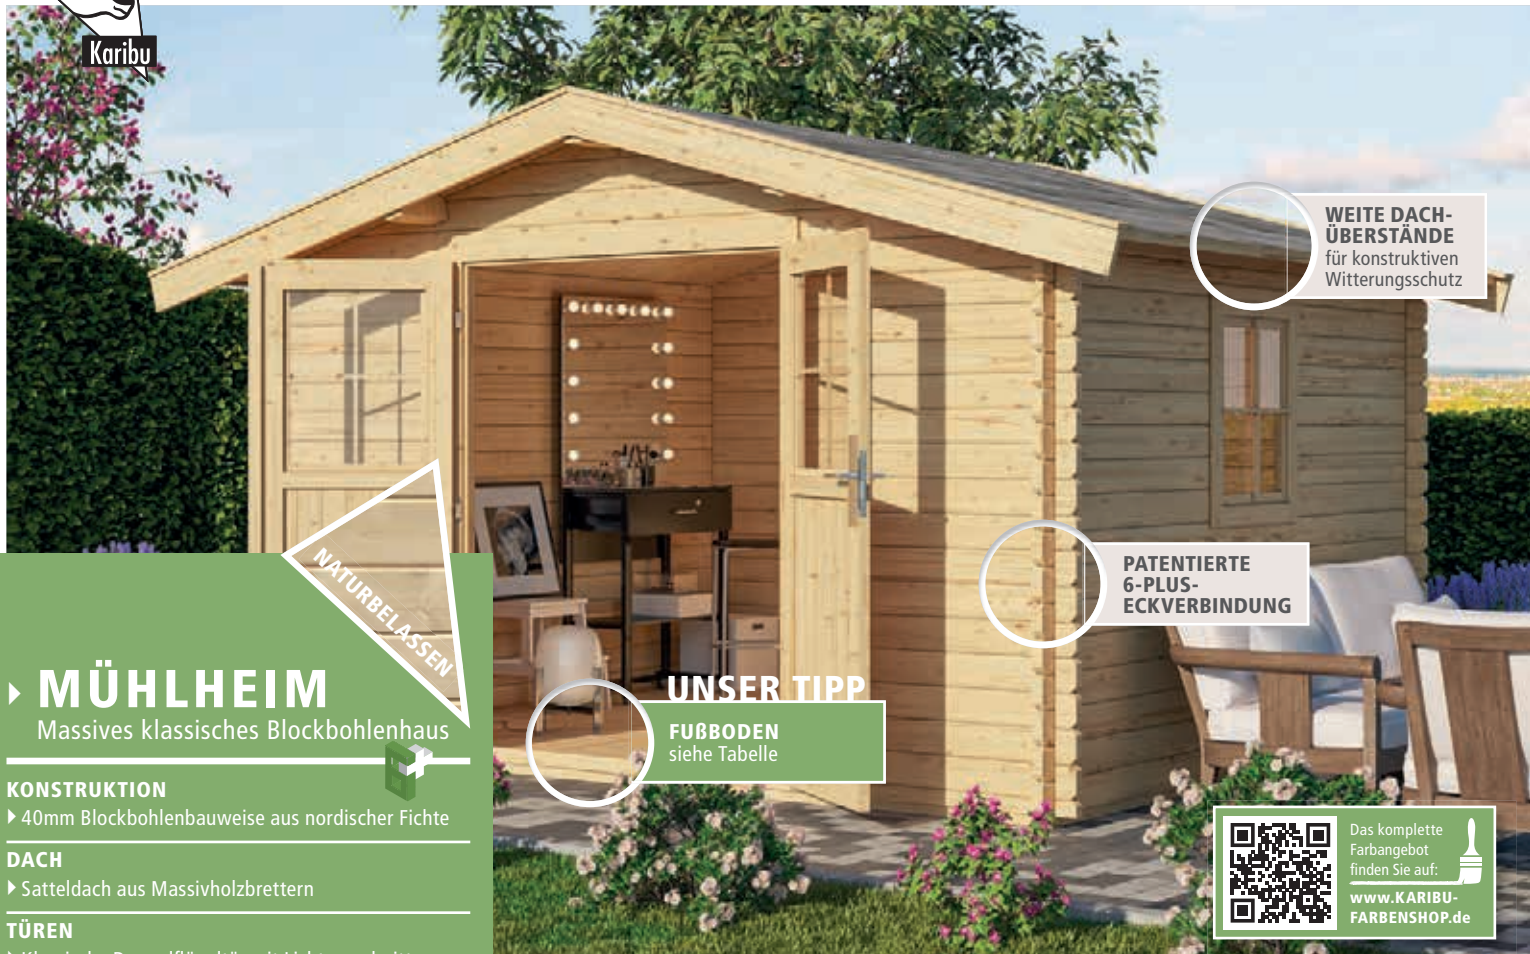 Karibu
WEITE DACH-
ÜBERSTÄNDE
für konstruktiven
Witterungsschutz
PATENTIERTE
6-PLUS-
ECKVERBINDUNG
NATURBELASSEN
MÜHLHEIM
Massives klassisches Blockbohlenhaus
KONSTRUKTION
40mm Blockbohlenbauweise aus nordischer Fichte
DACH
Satteldach aus Massivholzbrettern
TÜREN
UNSER TIPP
FUßBODEN
siehe Tabelle
Das komplette
Farbangebot
finden Sie auf:
www.KARIBU-
FARBENSHOP.de